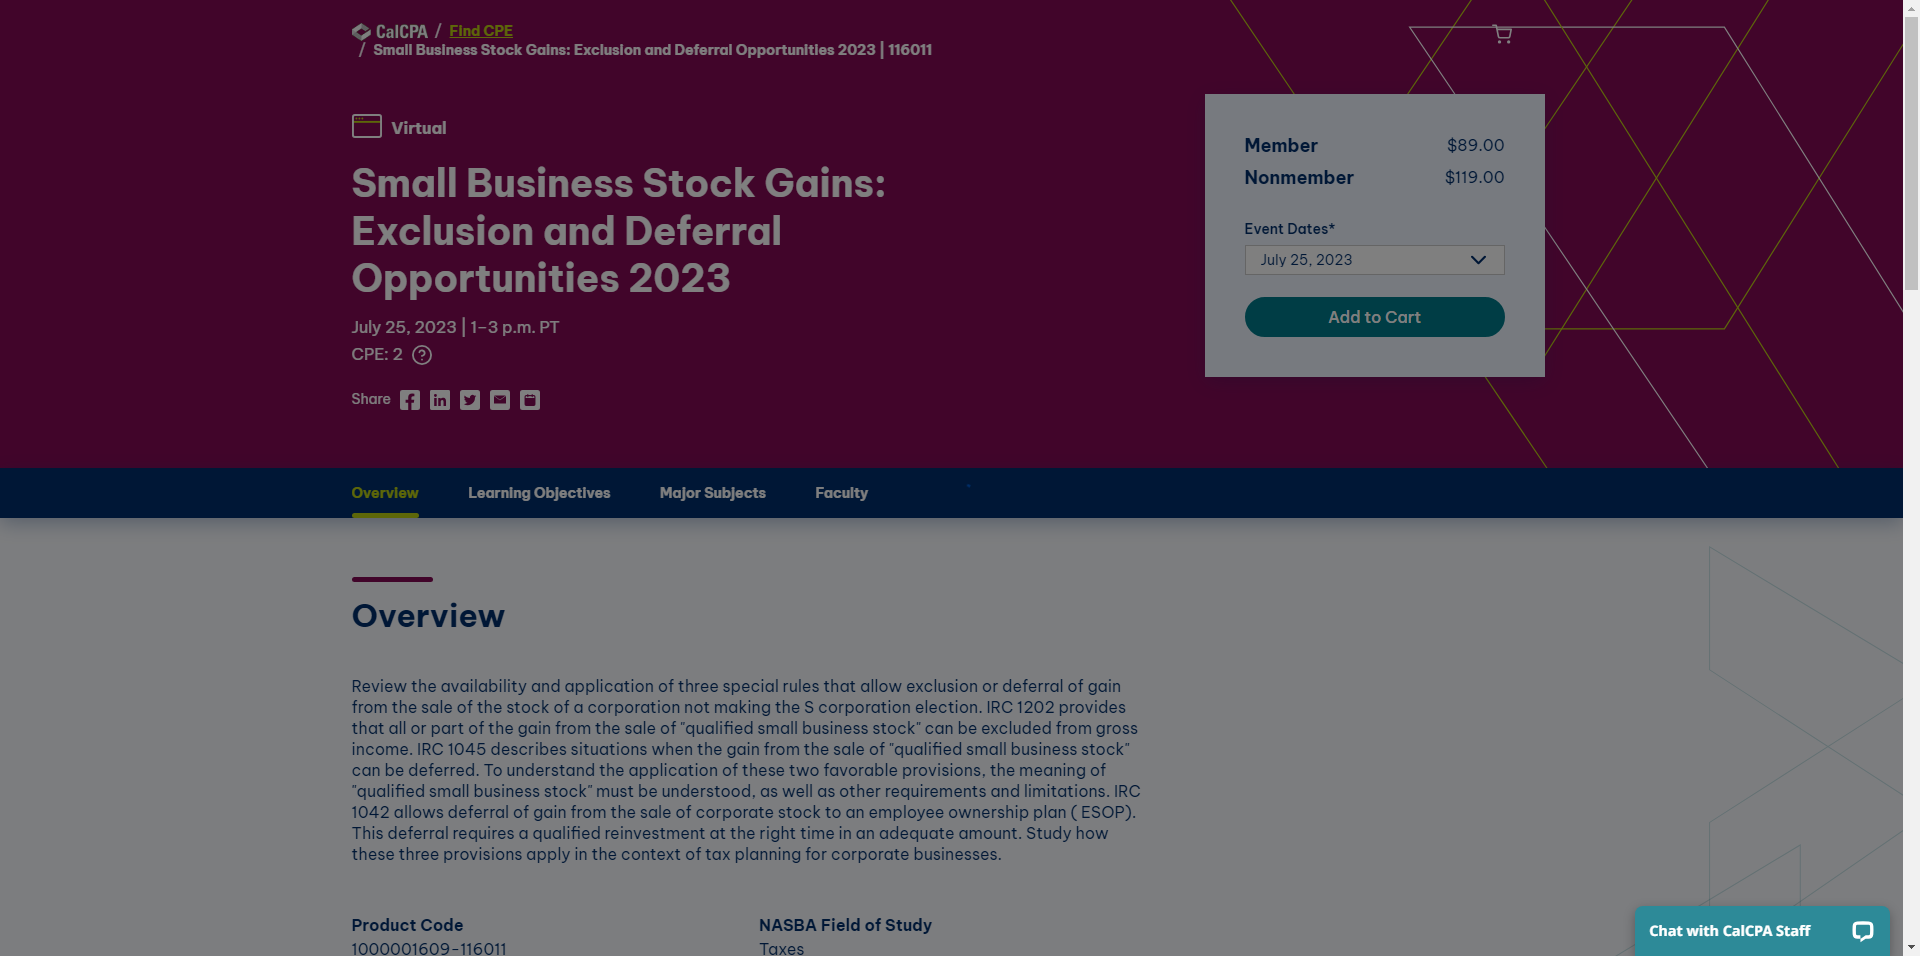 CalCPA / Find CPE
/ Small Business Stock Gains: Exclusion and Deferral Opportunities 2023 | 116011
Virtual
Small Business Stock Gains:
Exclusion and Deferral
Opportunities 2023
July 25, 2023 | 1–3 p.m. PT
CPE: 2
Share
Member $89.00
Nonmember $119.00
Event Dates*
July 25, 2023
Add to Cart
Overview Learning Objectives Major Subjects Faculty
Overview
Review the availability and application of three special rules that allow exclusion or deferral of gain
from the sale of the stock of a corporation not making the S corporation election. IRC 1202 provides
that all or part of the gain from the sale of "qualified small business stock" can be excluded from gross
income. IRC 1045 describes situations when the gain from the sale of "qualified small business stock"
can be deferred. To understand the application of these two favorable provisions, the meaning of
"qualified small business stock" must be understood, as well as other requirements and limitations. IRC
1042 allows deferral of gain from the sale of corporate stock to an employee ownership plan ( ESOP).
This deferral requires a qualified reinvestment at the right time in an adequate amount. Study how
these three provisions apply in the context of tax planning for corporate businesses.
Product Code NASBA Field of Study
1000001609-116011 Taxes
Chat with CalCPA Staff